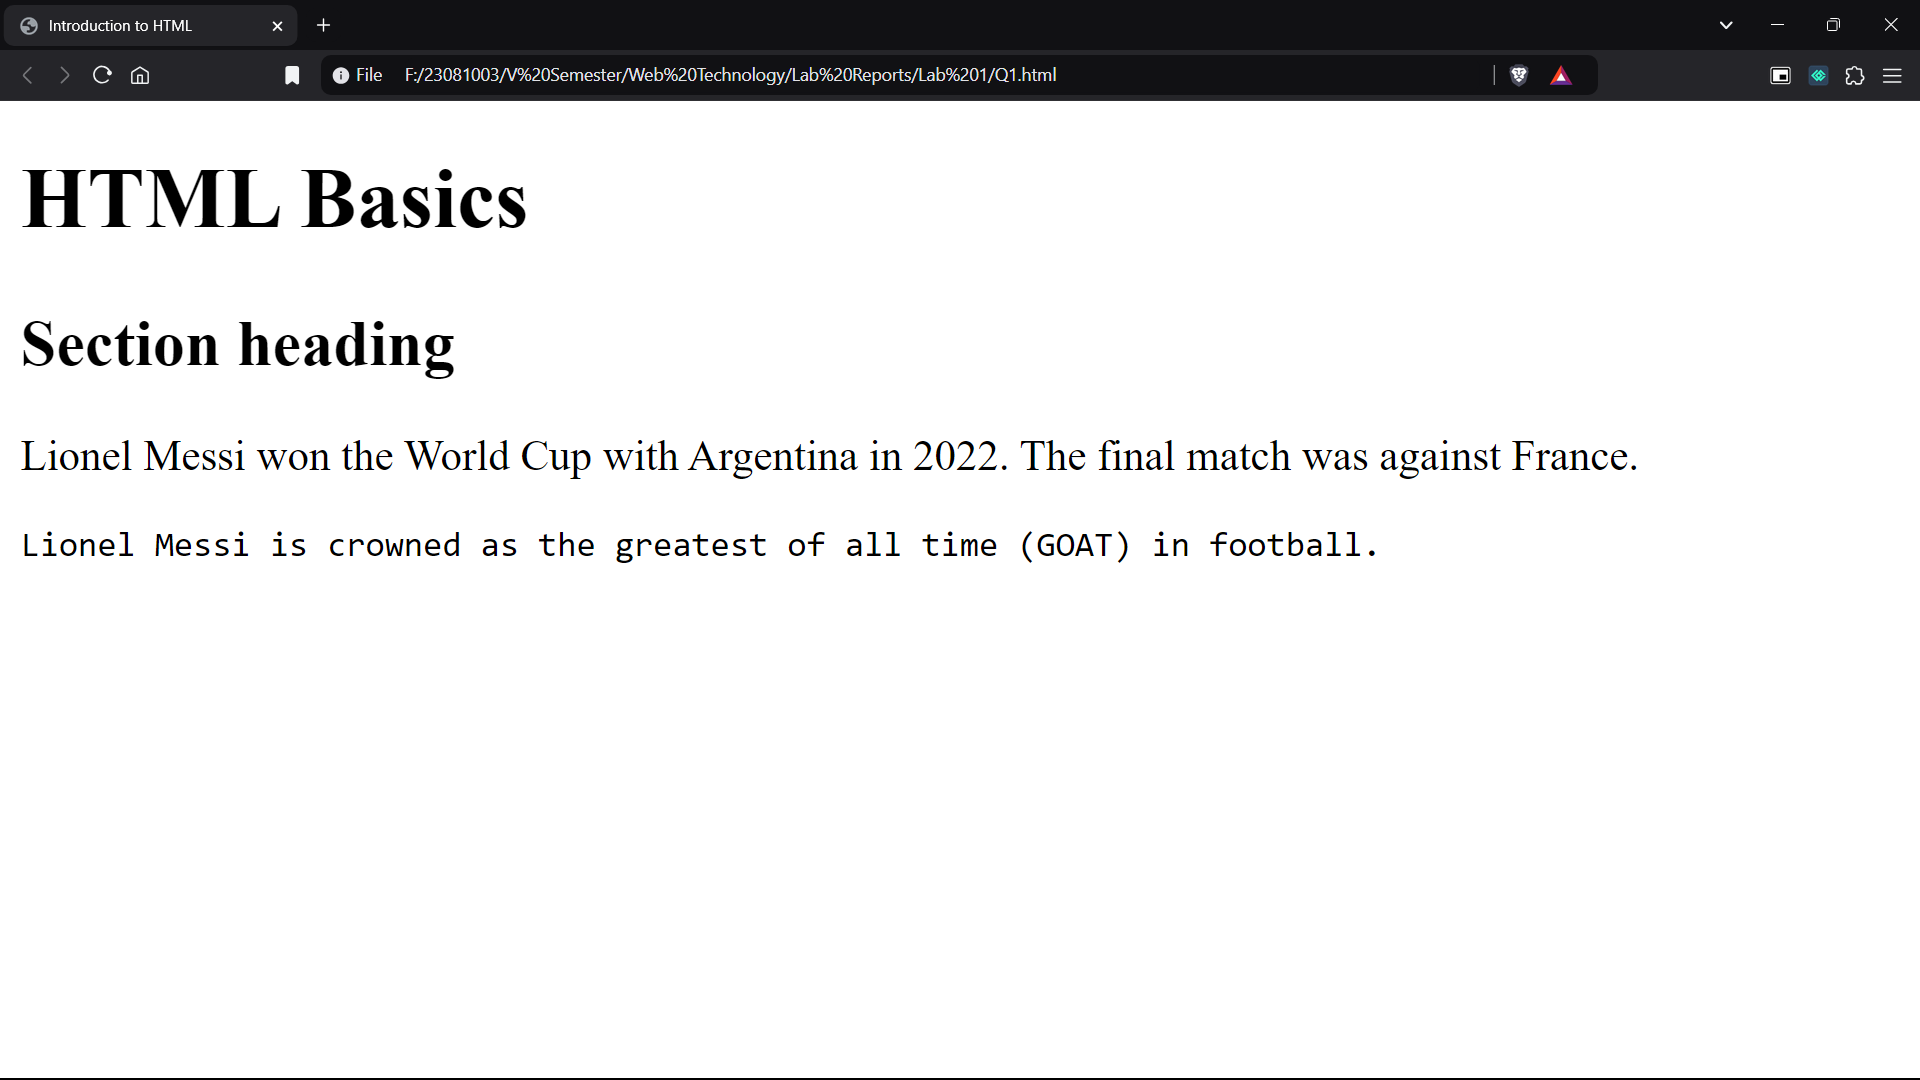 Introduction to HTML
File F:/23081003/V%20Semester/Web%20Technology/Lab%20Reports/Lab%201/Q1.html
HTML Basics
Section heading
Lionel Messi won the World Cup with Argentina in 2022. The final match was against France.
Lionel Messi is crowned as the greatest of all time (GOAT) in football.